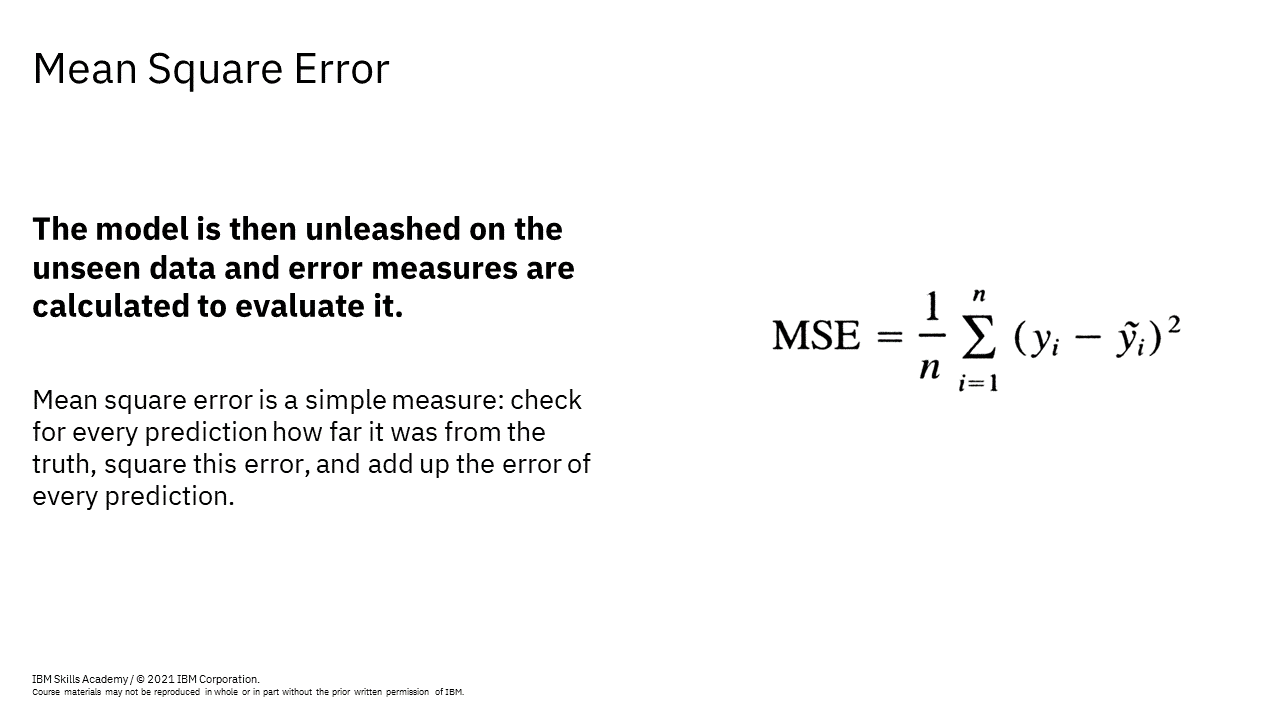 Mean Square Error
The model is then unleashed on the
unseen data and error measures are
calculated to evaluate it.
Mean square error is a simple measure: check
for every prediction how far it was from the
truth, square this error, and add up the error of
every prediction.
MSE = \frac{1}{n} \sum_{i=1}^{n} (y_i − ỹ_i)^2
IBM Skills Academy / © 2021 IBM Corporation.
Course materials may not be reproduced in whole or in part without the prior written permission of IBM.